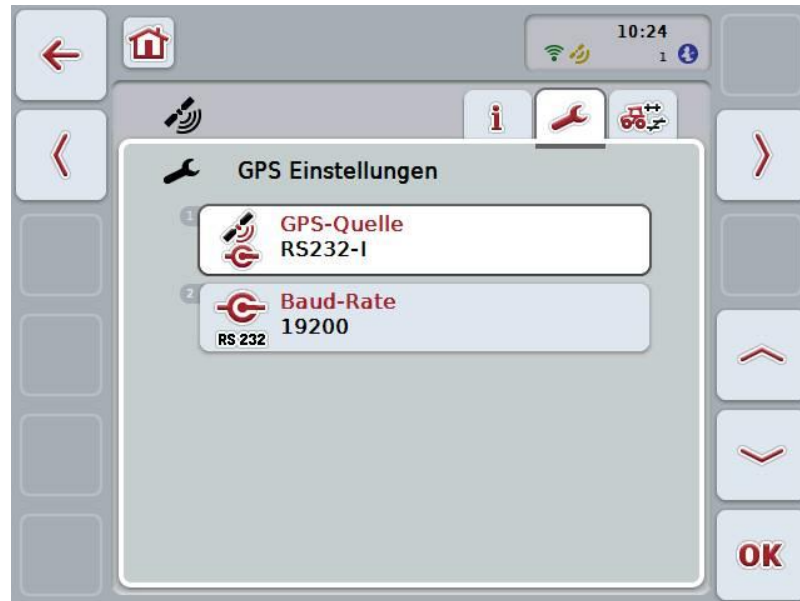 10:24
1
i
GPS Einstellungen
1
GPS-Quelle
RS232-I
2
Baud-Rate
19200
RS 232
OK